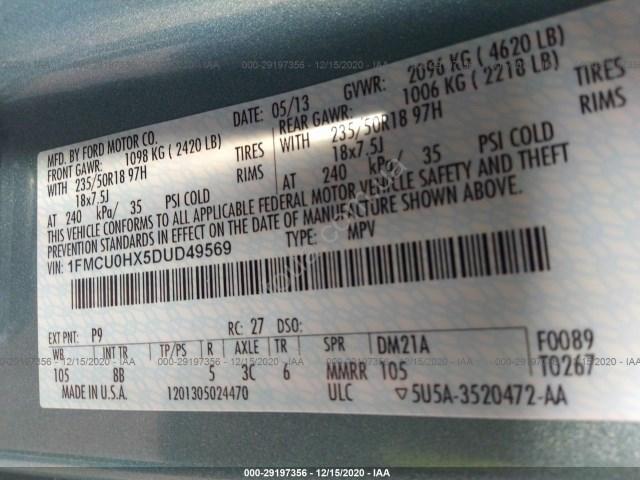 000-29197356 - 12/15/2020 - IAA
MFD. BY FORD MOTOR CO. DATE: 05/13 GVWR: 2096 KG ( 4620 LB)
FRONT GAWR: 1098 KG ( 2420 LB) REAR GAWR: 1006 KG ( 2218 LB)
WITH 235/50R18 97H TIRES WITH 235/50R18 97H TIRES
18x7.5J RIMS 18x7.5J RIMS
AT 240 kPa/ 35 PSI COLD AT 240 kPa/ 35 PSI COLD
THIS VEHICLE CONFORMS TO ALL APPLICABLE FEDERAL MOTOR VEHICLE SAFETY AND THEFT
PREVENTION STANDARDS IN EFFECT ON THE DATE OF MANUFACTURE SHOWN ABOVE.
VIN: 1FMCU0HX5DUD49569 TYPE: MPV
EXT PNT: P9 RC: 27 DSO: F0089
WB INT TR TP/PS R AXLE TR SPR DM21A T0267
105 8B 5 3C 6 MMRR 105
MADE IN U.S.A. 1201305024470 ULC ▽5U5A-3520472-AA
000-29197356 - 12/15/2020 - IAA